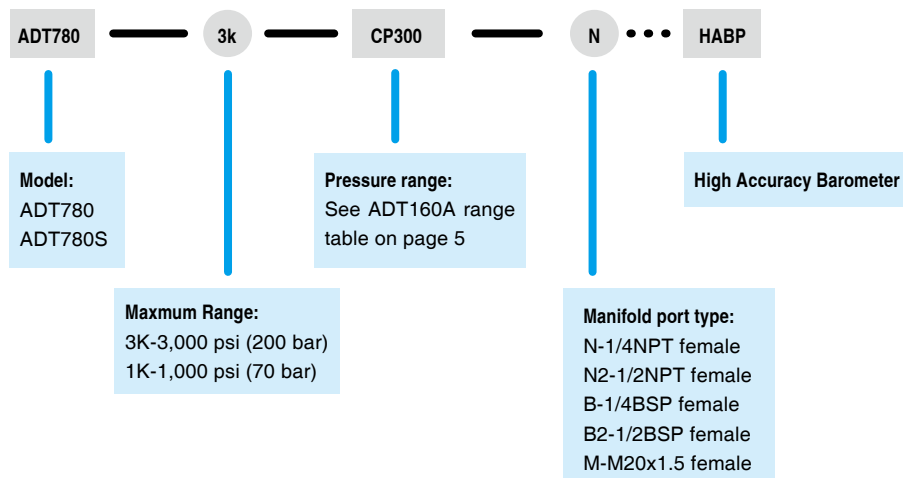 ADT780 3k CP300 N HABP
Model:
ADT780
ADT780S
Pressure range:
See ADT160A range
table on page 5
High Accuracy Barometer
Maxmum Range:
3K-3,000 psi (200 bar)
1K-1,000 psi (70 bar)
Manifold port type:
N-1/4NPT female
N2-1/2NPT female
B-1/4BSP female
B2-1/2BSP female
M-M20x1.5 female